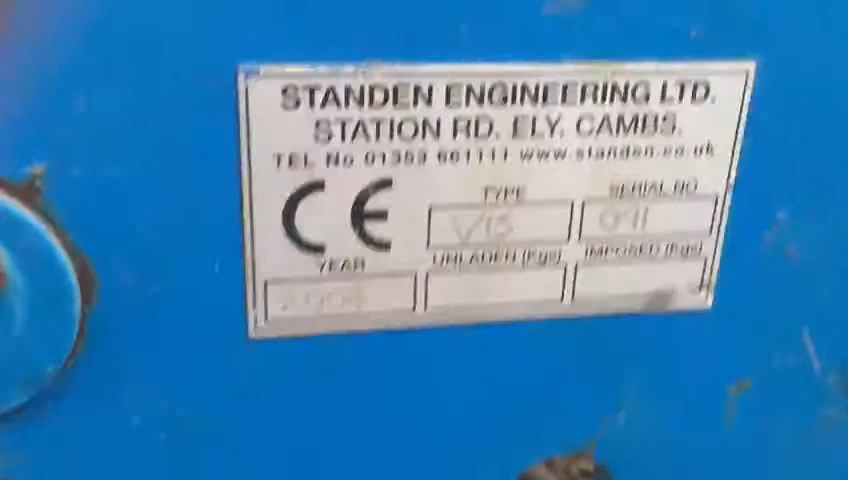 STANDEN ENGINEERING LTD.
STATION RD. ELY. CAMBS.
TEL No 01353 661111 www.standen.co.uk
CE
TYPE
SERIAL NO
YEAR
UNLADEN (Kgs)
IMPOSED (Kgs)